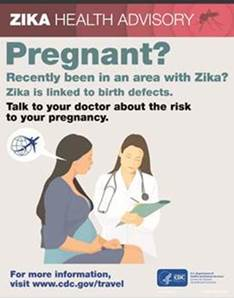 ZIKA HEALTH ADVISORY
Pregnant?
Recently been in an area with Zika?
Zika is linked to birth defects.
Talk to your doctor about the risk
to your pregnancy.
For more information,
visit www.cdc.gov/travel
CDC